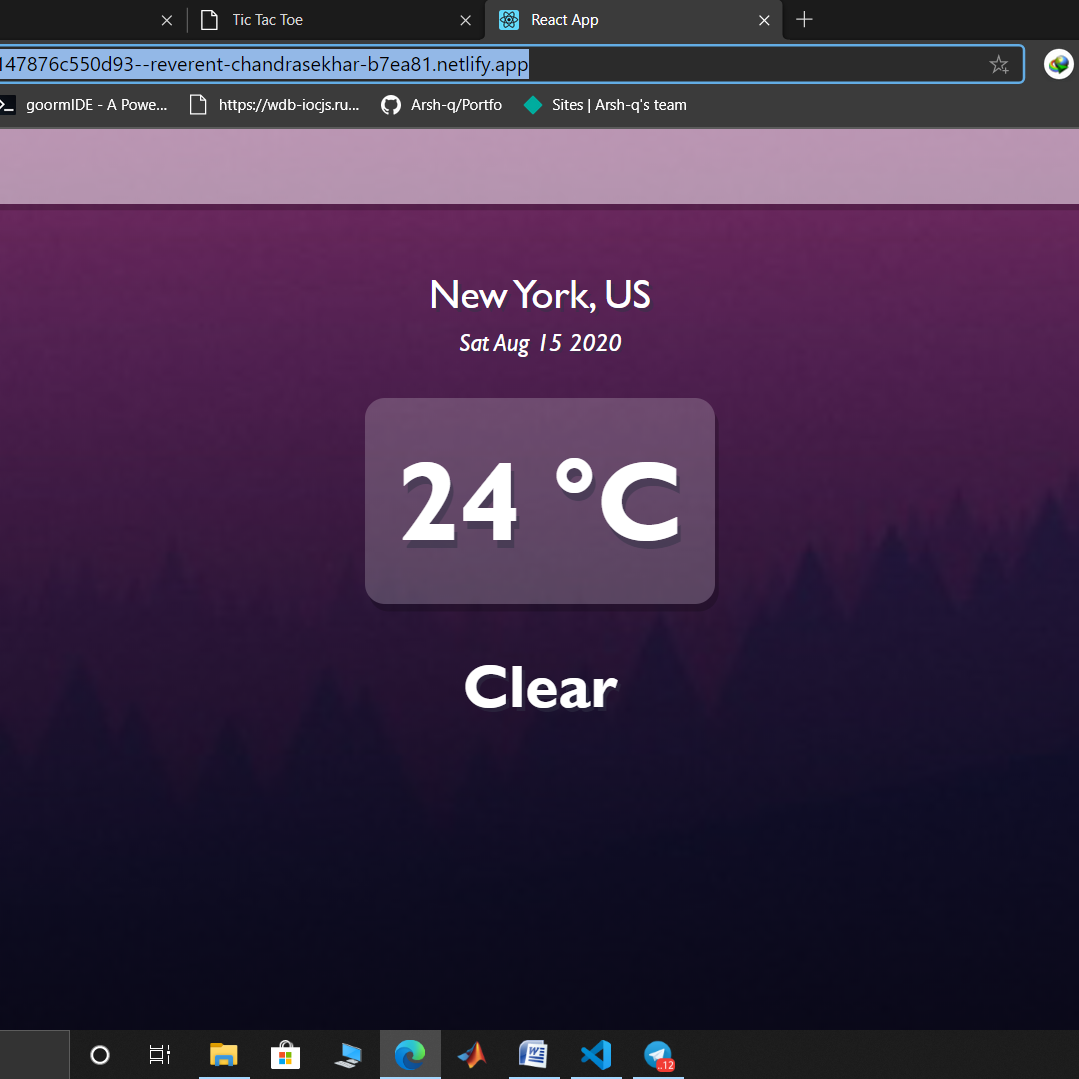 Tic Tac Toe
React App
147876c550d93--reverent-chandrasekhar-b7ea81.netlify.app
goormIDE - A Powe...
https://wdb-iocjs.ru...
Arsh-q/Portfo
Sites | Arsh-q's team
New York, US
Sat Aug 15 2020
24 °C
Clear
W
..12